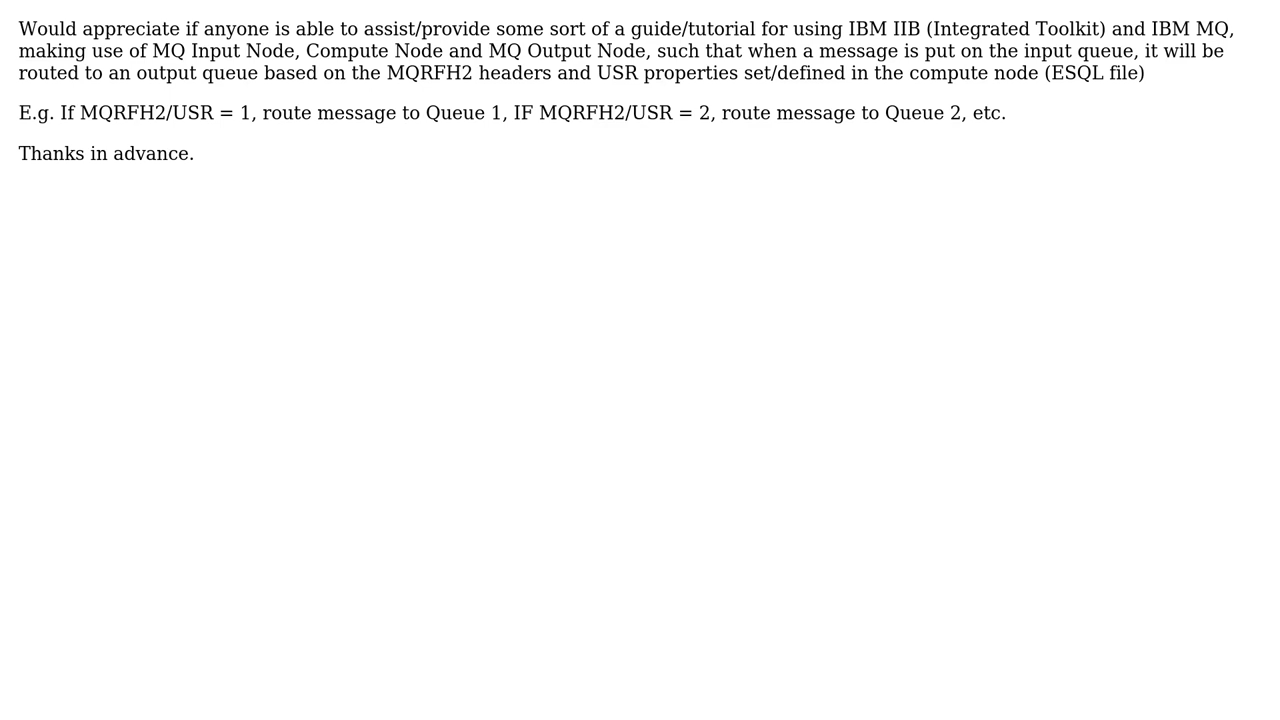 Would appreciate if anyone is able to assist/provide some sort of a guide/tutorial for using IBM IIB (Integrated Toolkit) and IBM MQ,
making use of MQ Input Node, Compute Node and MQ Output Node, such that when a message is put on the input queue, it will be
routed to an output queue based on the MQRFH2 headers and USR properties set/defined in the compute node (ESQL file)
E.g. If MQRFH2/USR = 1, route message to Queue 1, IF MQRFH2/USR = 2, route message to Queue 2, etc.
Thanks in advance.